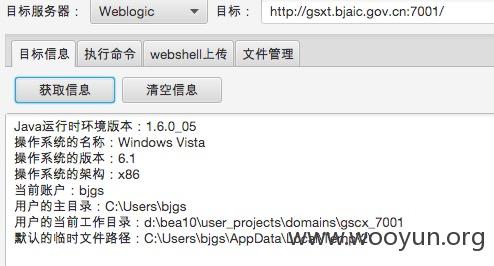 目标服务器： Weblogic 目标： http://gsxt.bjaic.gov.cn:7001/
目标信息 执行命令 webshell上传 文件管理
获取信息 清空信息
Java运行时环境版本：1.6.0_05
操作系统的名称：Windows Vista
操作系统的版本：6.1
操作系统的架构：x86
当前账户：bjgs
用户的主目录：C:\Users\bjgs
用户的当前工作目录：d:\bea10\user_projects\domains\gscx_7001
默认的临时文件路径：C:\Users\bjgs\AppData\Local\Temp\
www.wooyun.org